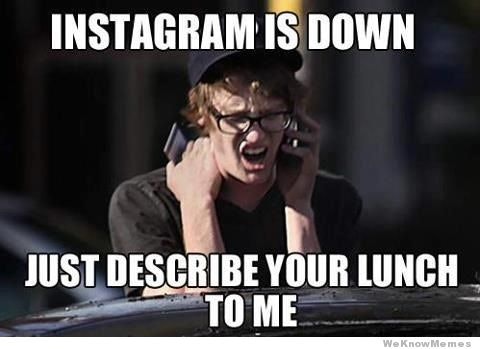 INSTAGRAM IS DOWN
JUST DESCRIBE YOUR LUNCH
TO ME
WeKnowMemes